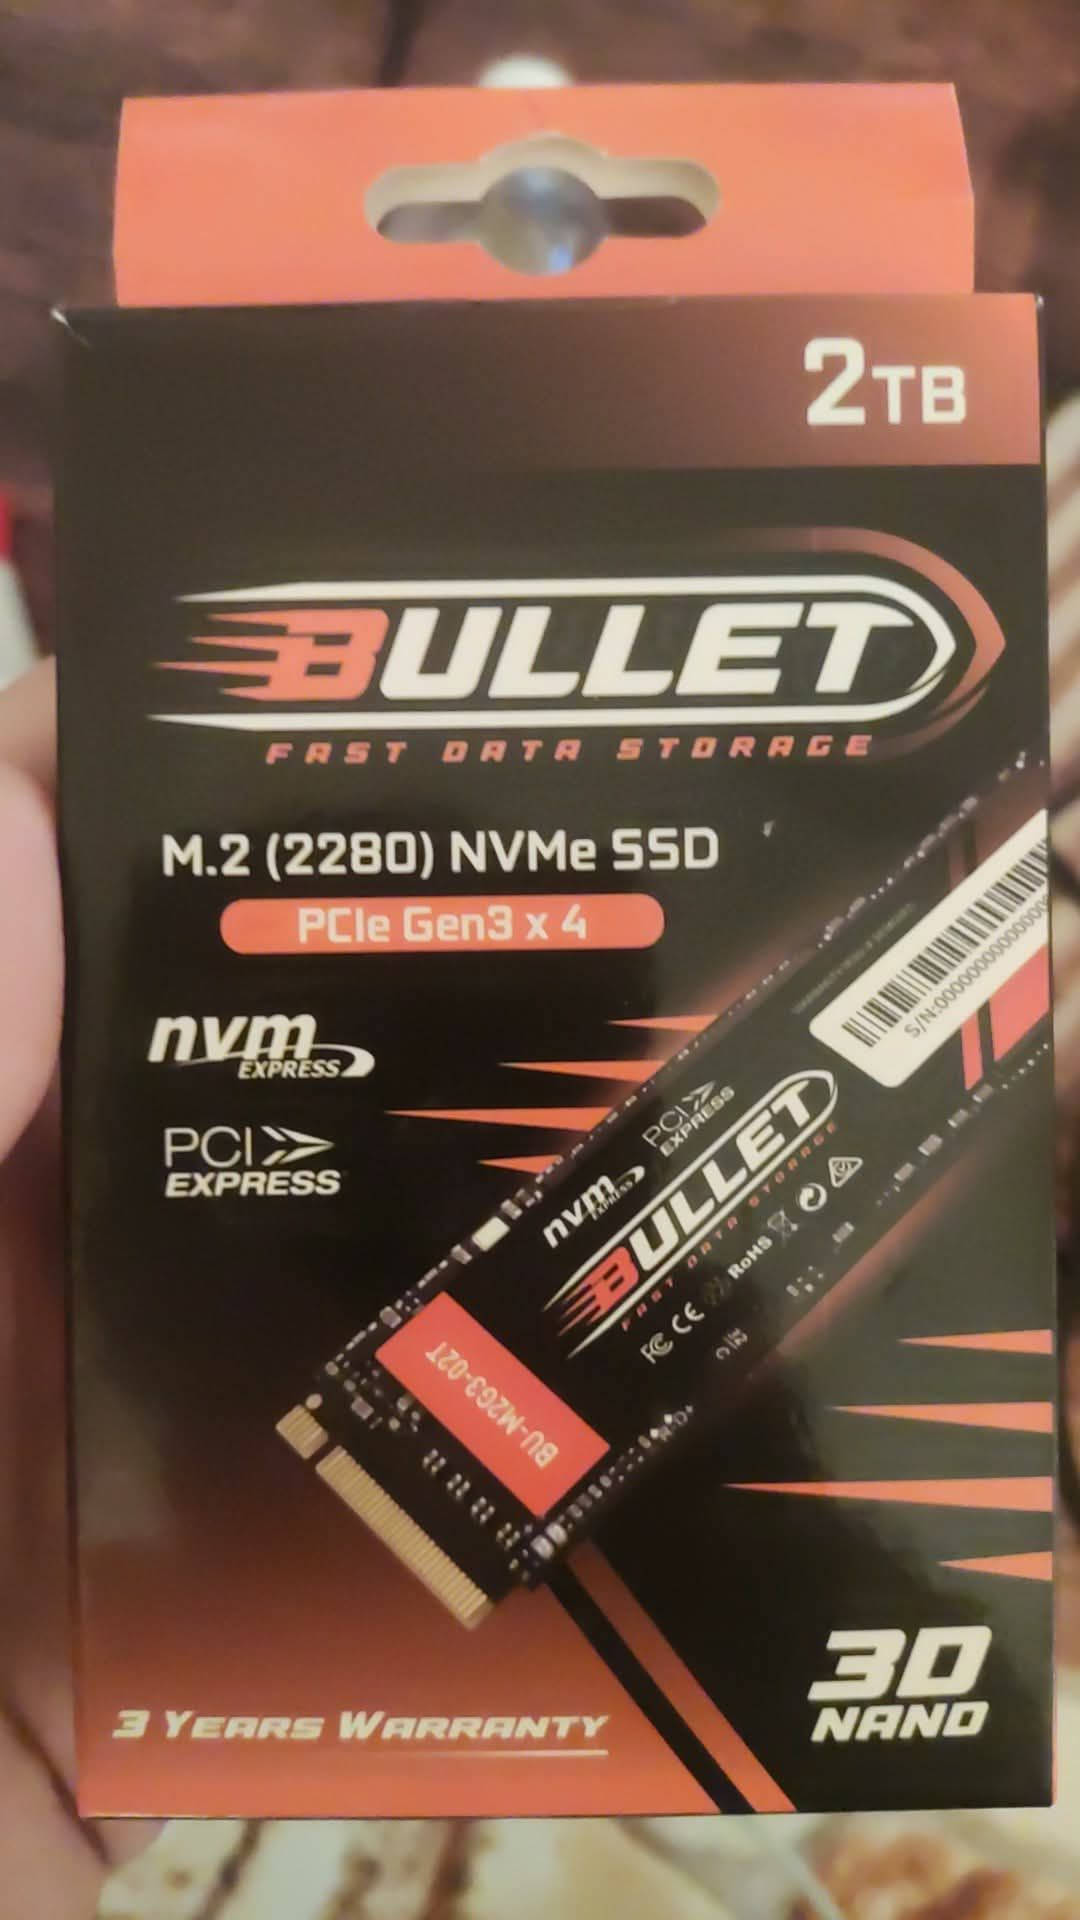 2TB
BULLET
FAST DATA STORAGE
M.2 (2280) NVMe SSD
PCIe Gen3 x 4
nvm
EXPRESS
PCI
EXPRESS
S/N:0000000000000000
PCI
EXPRESS
nvm
EXPRESS
BULLET
FAST DATA STORAGE
FC CE RoHS
BU-M2G3-02T
3D
NAND
3 YEARS WARRANTY